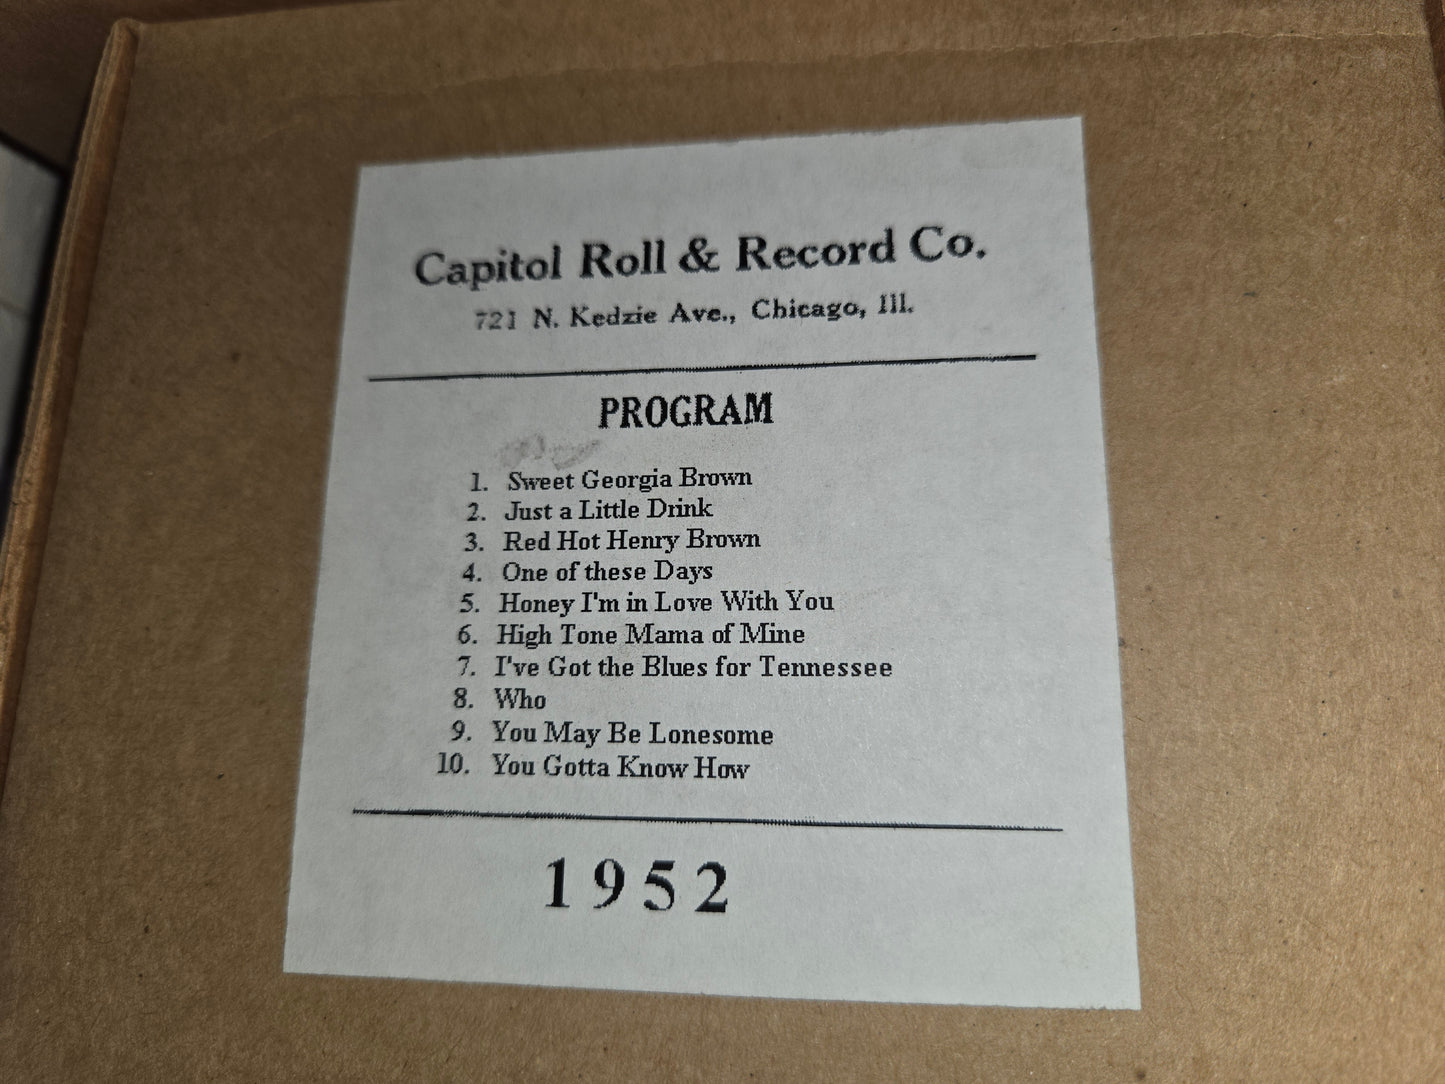 Capitol Roll & Record Co.
721 N. Kedzie Ave., Chicago, Ill.
PROGRAM
1. Sweet Georgia Brown
2. Just a Little Drink
3. Red Hot Henry Brown
4. One of these Days
5. Honey I'm in Love With You
6. High Tone Mama of Mine
7. I've Got the Blues for Tennessee
8. Who
9. You May Be Lonesome
10. You Gotta Know How
1952